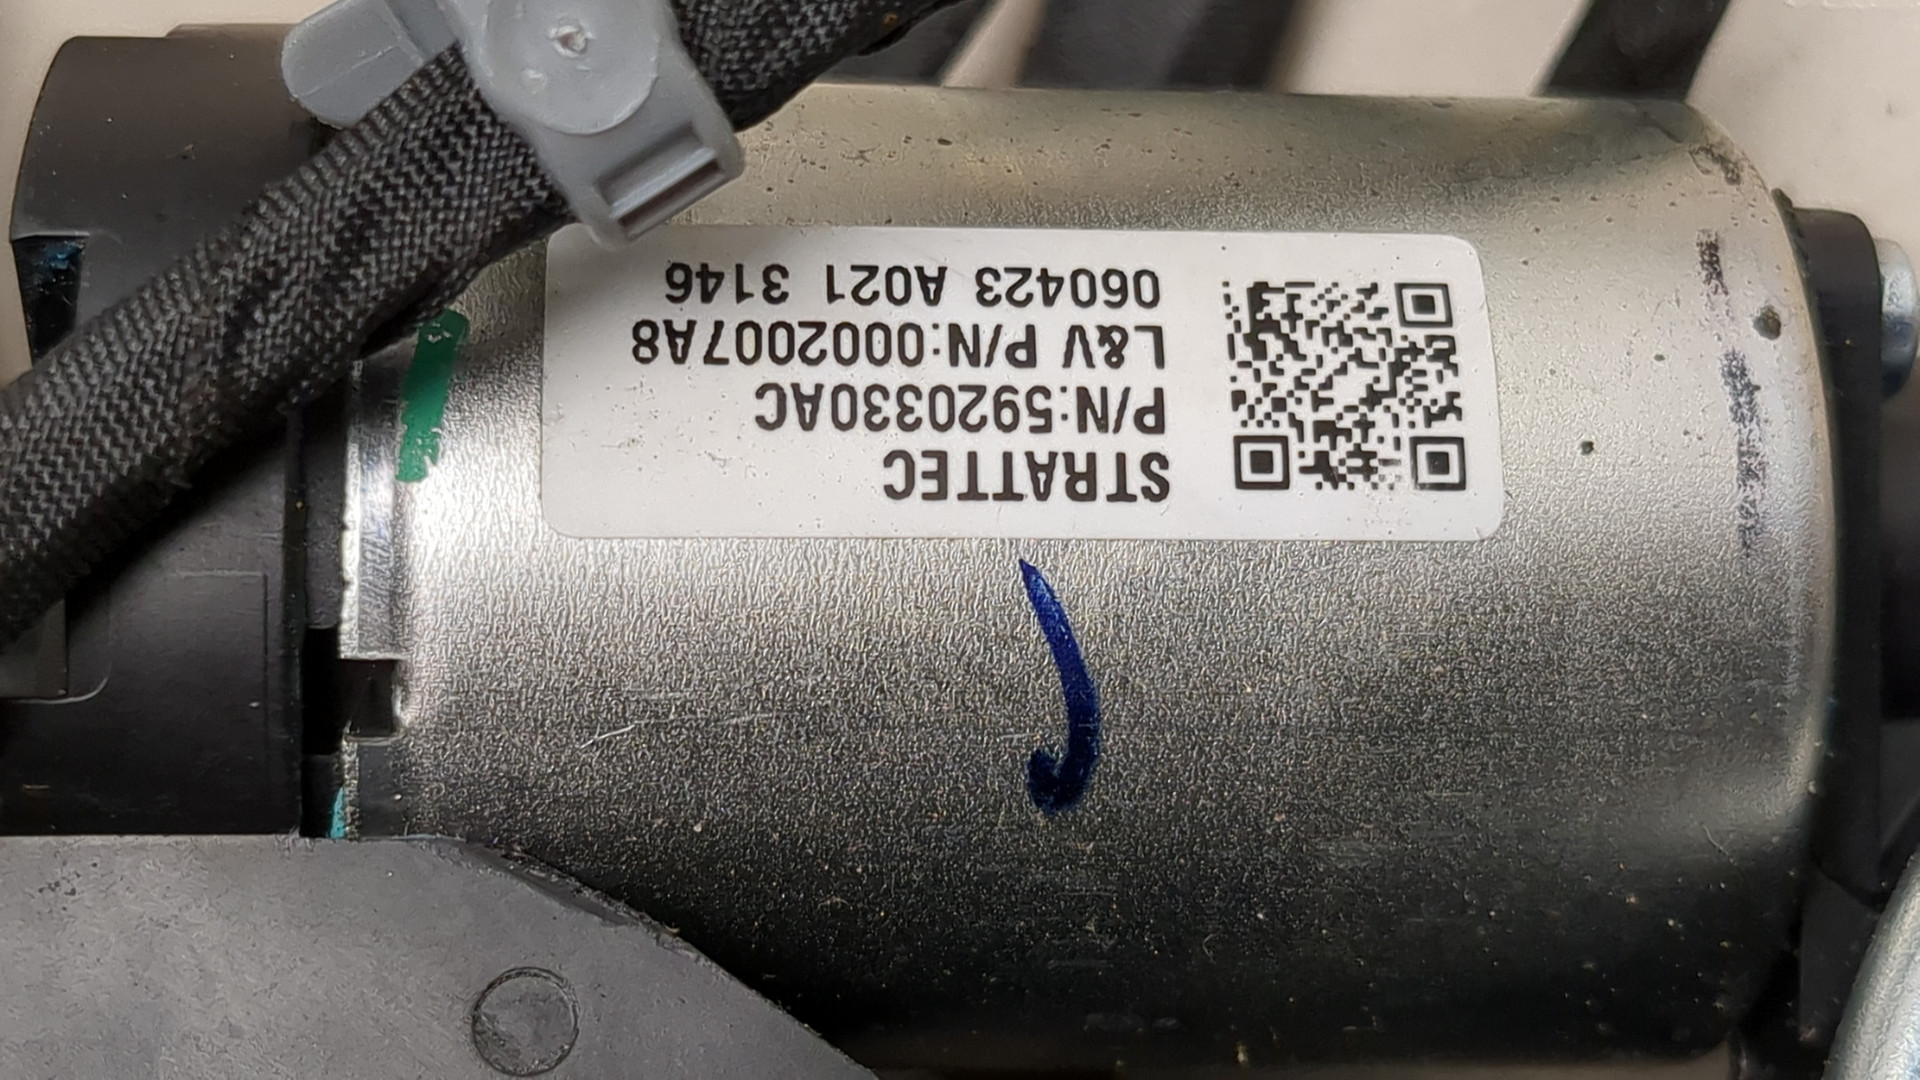 STRATTEC
P/N:5920330AC
L&V P/N:0002007A8
060423 A021 3146